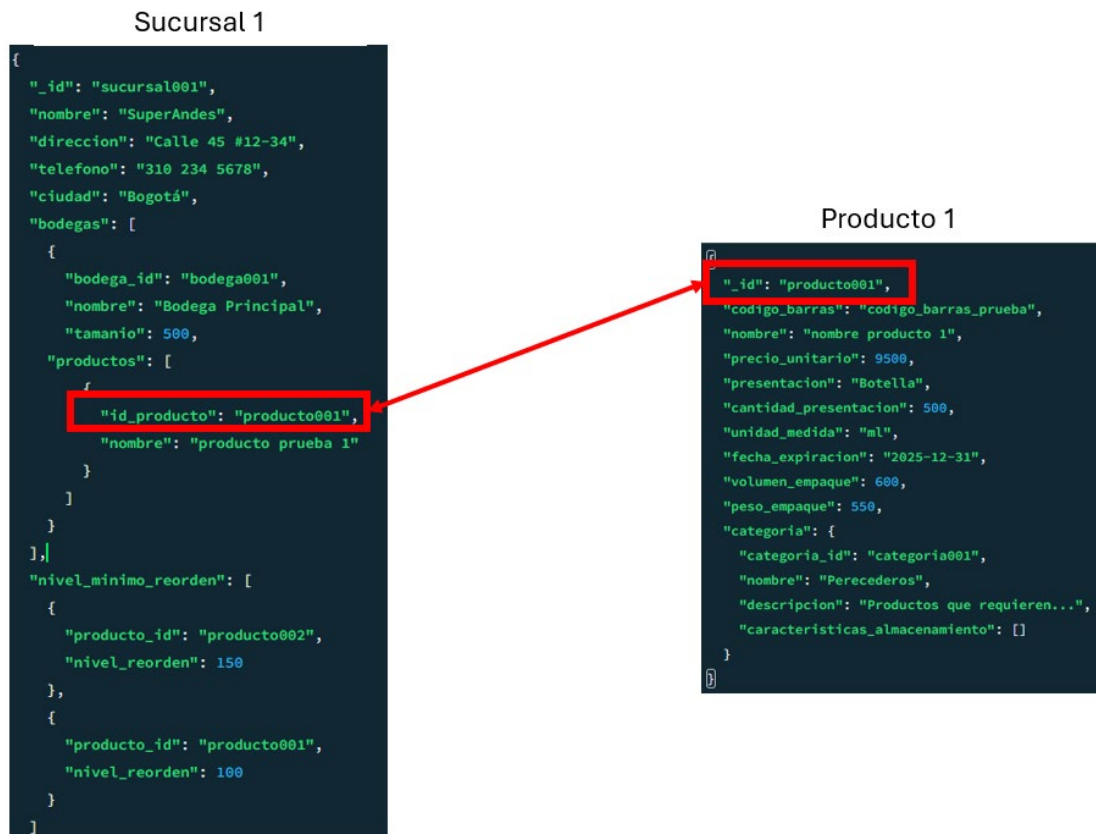 Sucursal 1
{
"_id": "sucursal001",
"nombre": "SuperAndes",
"direccion": "Calle 45 #12-34",
"telefono": "310 234 5678",
"ciudad": "Bogotá",
"bodegas": [
{
"bodega_id": "bodega001",
"nombre": "Bodega Principal",
"tamanio": 500,
"productos": [
{
"id_producto": "producto001",
"nombre": "producto prueba 1"
}
]
}
],
"nivel_minimo_reorden": [
{
"producto_id": "producto002",
"nivel_reorden": 150
},
{
"producto_id": "producto001",
"nivel_reorden": 100
}
]
Producto 1
{
"_id": "producto001",
"codigo_barras": "codigo_barras_prueba",
"nombre": "nombre producto 1",
"precio_unitario": 9500,
"presentacion": "Botella",
"cantidad_presentacion": 500,
"unidad_medida": "ml",
"fecha_expiracion": "2025-12-31",
"volumen_empaque": 600,
"peso_empaque": 550,
"categoria": {
"categoria_id": "categoria001",
"nombre": "Perecederos",
"descripcion": "Productos que requieren...",
"caracteristicas_almacenamiento": []
}
}